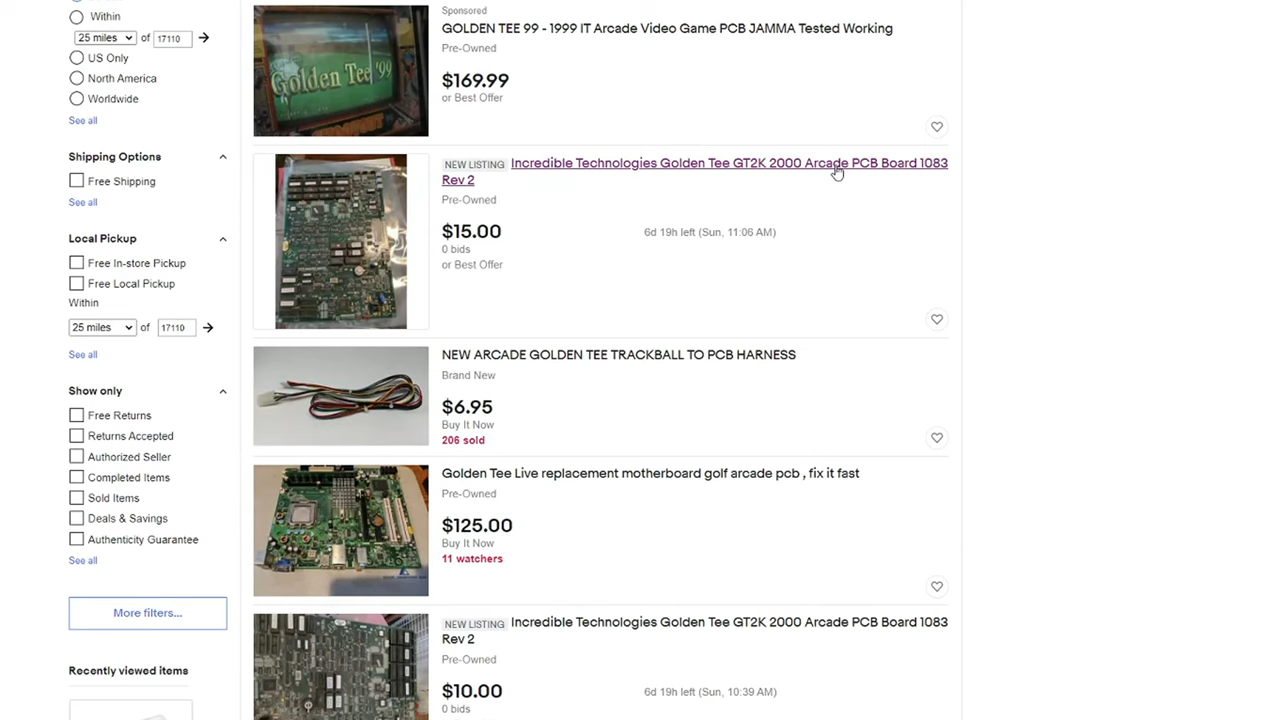 Within
25 miles of 17110
US Only
North America
Worldwide
See all
Shipping Options
Free Shipping
See all
Local Pickup
Free In-store Pickup
Free Local Pickup
Within
25 miles of 17110
See all
Show only
Free Returns
Returns Accepted
Authorized Seller
Completed Items
Sold Items
Deals & Savings
Authenticity Guarantee
See all
More filters...
Recently viewed items
Golden Tee '99
Sponsored
GOLDEN TEE 99 - 1999 IT Arcade Video Game PCB JAMMA Tested Working
Pre-Owned
$169.99
or Best Offer
NEW LISTING Incredible Technologies Golden Tee GT2K 2000 Arcade PCB Board 1083
Rev 2
Pre-Owned
$15.00 6d 19h left (Sun, 11:06 AM)
0 bids
or Best Offer
NEW ARCADE GOLDEN TEE TRACKBALL TO PCB HARNESS
Brand New
$6.95
Buy It Now
206 sold
Golden Tee Live replacement motherboard golf arcade pcb , fix it fast
Pre-Owned
$125.00
Buy It Now
11 watchers
NEW LISTING Incredible Technologies Golden Tee GT2K 2000 Arcade PCB Board 1083
Rev 2
Pre-Owned
$10.00 6d 19h left (Sun, 10:39 AM)
0 bids